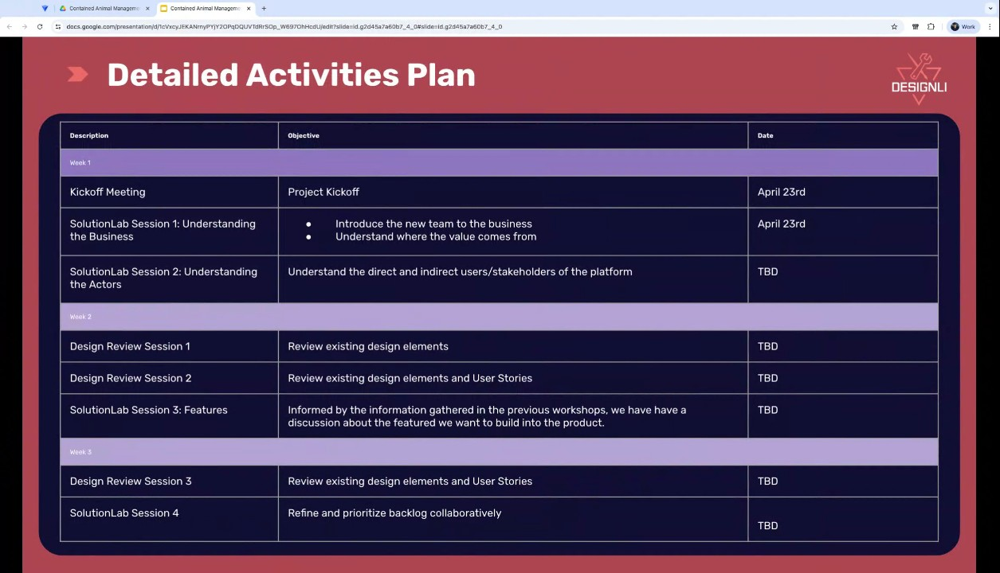 Contained Animal Managem
Contained Animal Manageme
docs.google.com/presentation/d/1cVxcyJEKANrnyPYjY2OPqDQUVTdRrSOp_W697OhHcdU/edit?slide=id.g2d45a7a60b7_4_0#slide=id.g2d45a7a60b7_4_0
Work
Detailed Activities Plan
DESIGNLI
Description Objective Date
Week 1
Kickoff Meeting Project Kickoff April 23rd
SolutionLab Session 1: Understanding ● Introduce the new team to the business April 23rd
the Business ● Understand where the value comes from
SolutionLab Session 2: Understanding Understand the direct and indirect users/stakeholders of the platform TBD
the Actors
Week 2
Design Review Session 1 Review existing design elements TBD
Design Review Session 2 Review existing design elements and User Stories TBD
SolutionLab Session 3: Features Informed by the information gathered in the previous workshops, we have have a TBD
discussion about the featured we want to build into the product.
Week 3
Design Review Session 3 Review existing design elements and User Stories TBD
SolutionLab Session 4 Refine and prioritize backlog collaboratively
TBD